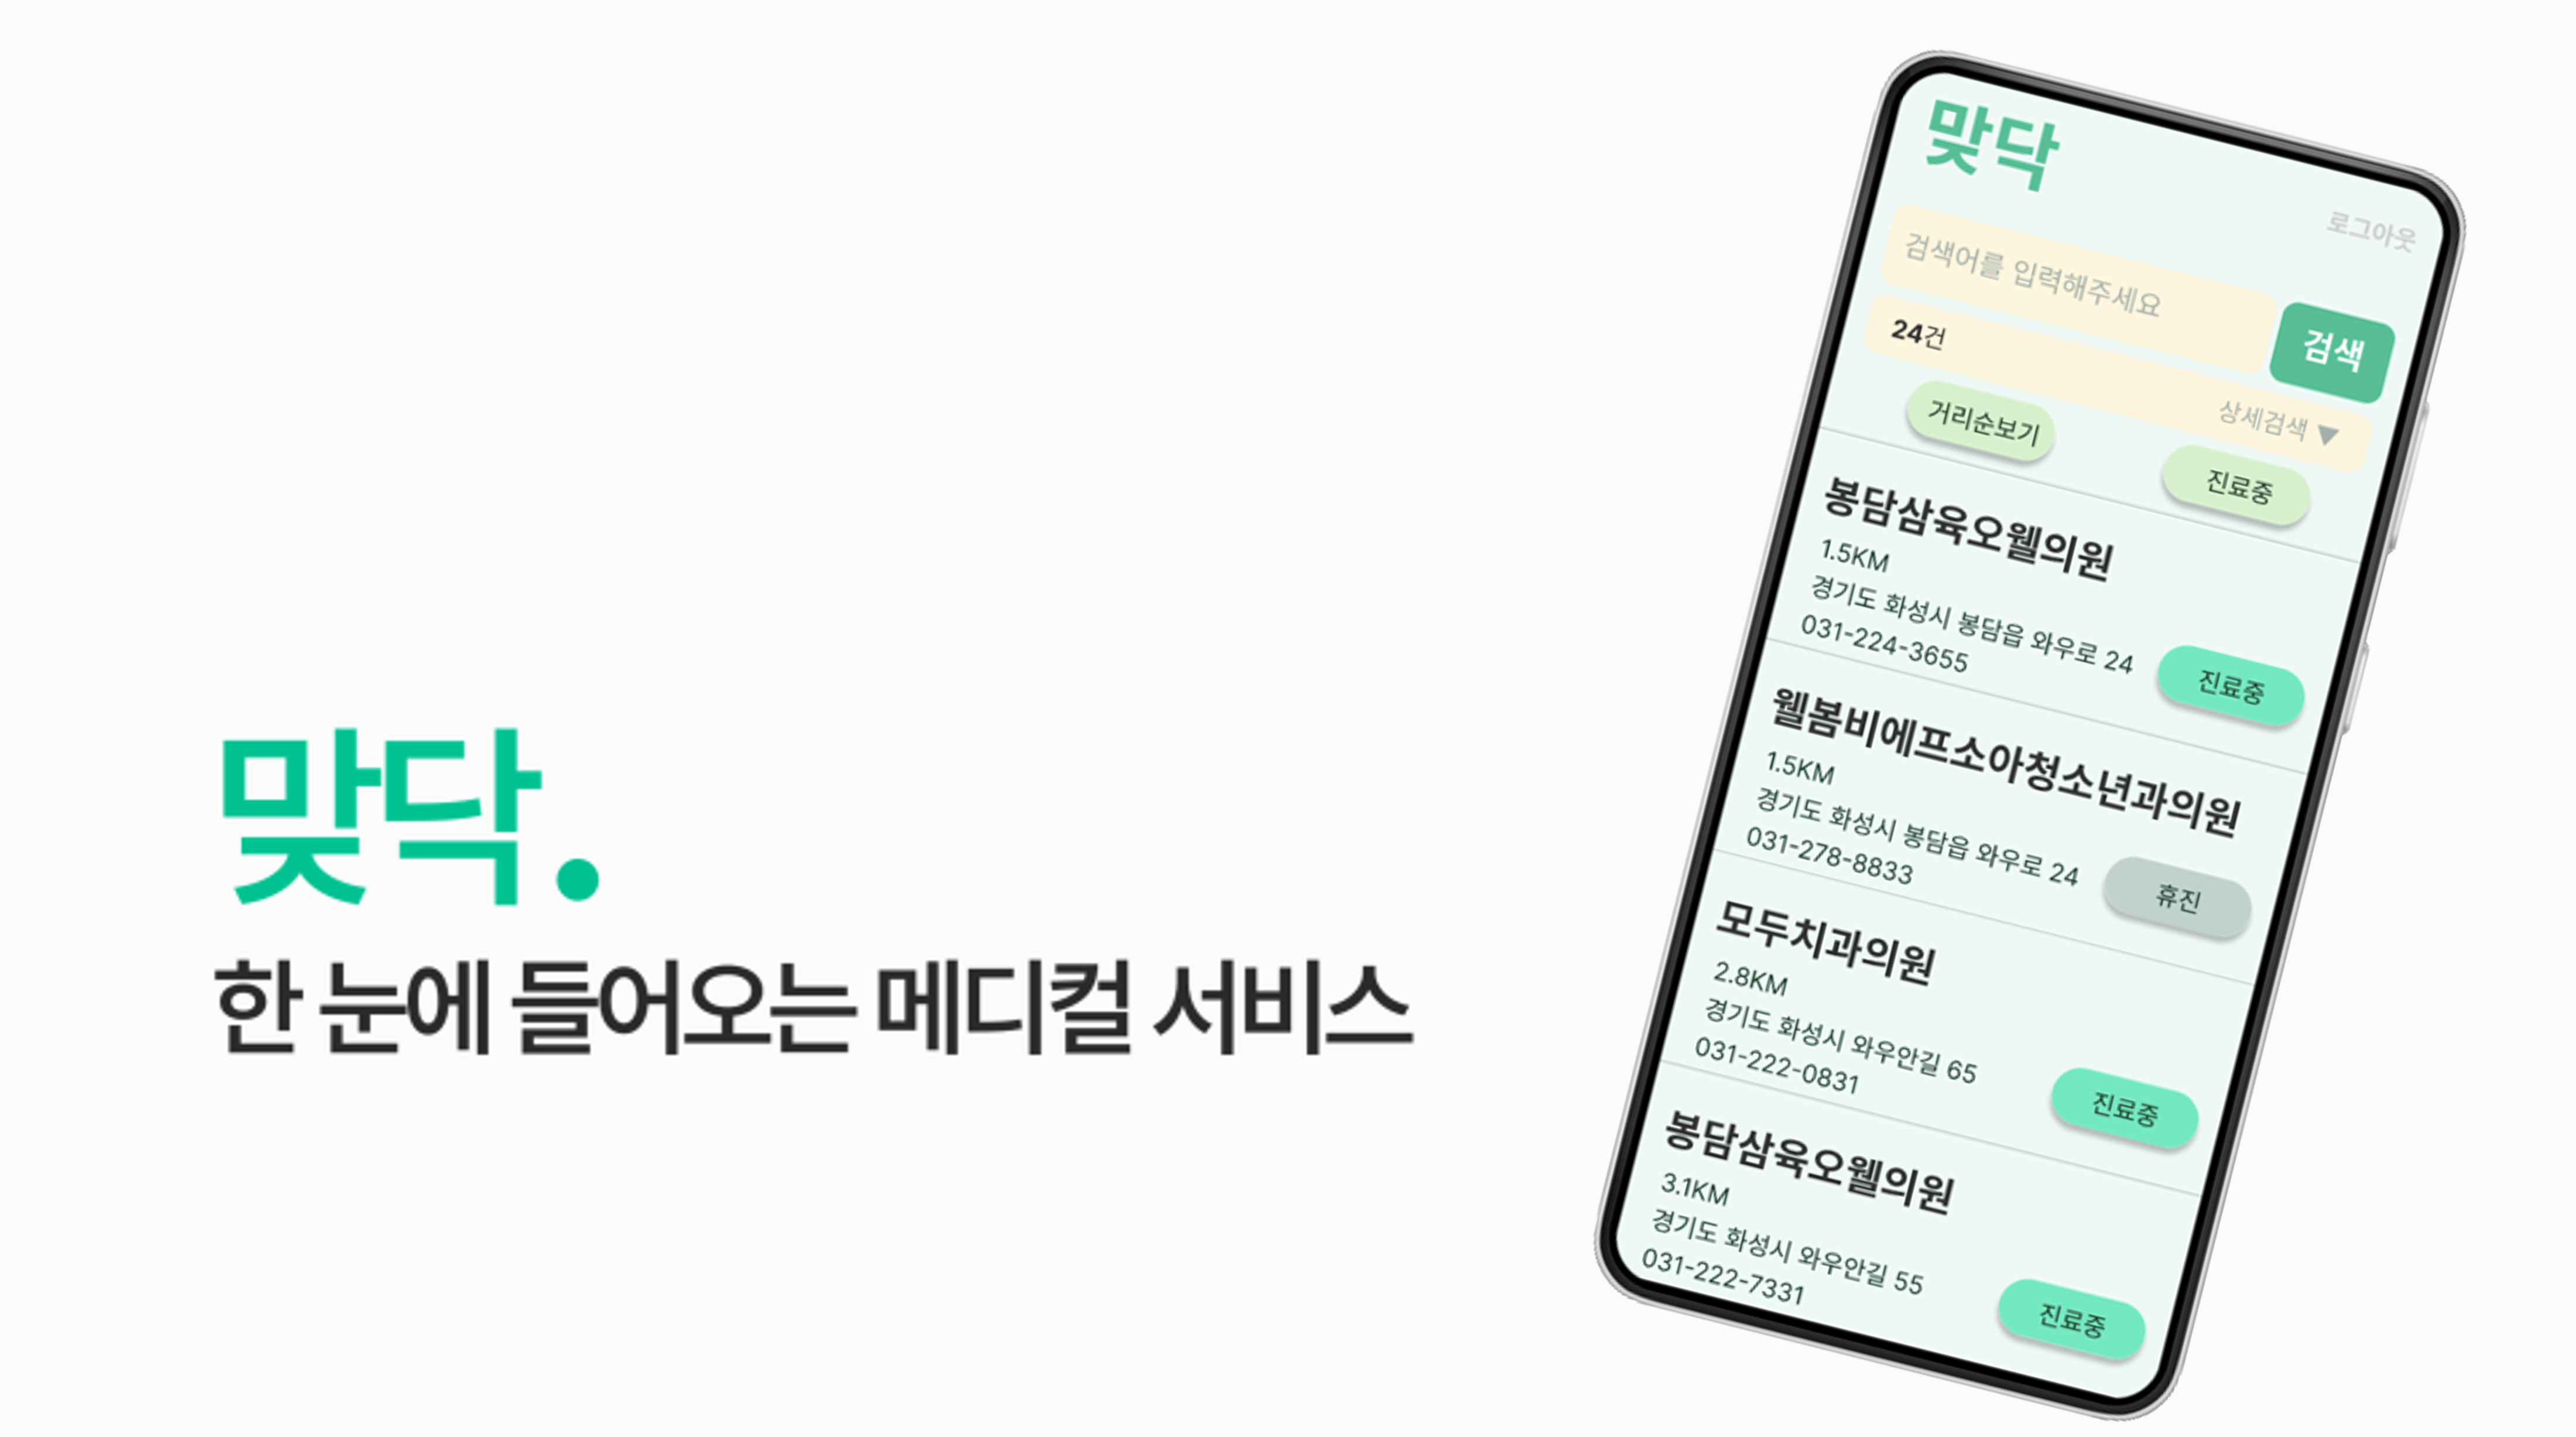 맞닥.
한 눈에 들어오는 메디컬 서비스
맞닥
로그아웃
검색어를 입력해주세요
검색
24건
상세검색 ▼
거리순보기
진료중
봉담삼육오웰의원
1.5KM
경기도 화성시 봉담읍 와우로 24
031-224-3655
진료중
웰봄비에프소아청소년과의원
1.5KM
경기도 화성시 봉담읍 와우로 24
031-278-8833
휴진
모두치과의원
2.8KM
경기도 화성시 와우안길 65
031-222-0831
진료중
봉담삼육오웰의원
3.1KM
경기도 화성시 와우안길 55
031-222-7331
진료중